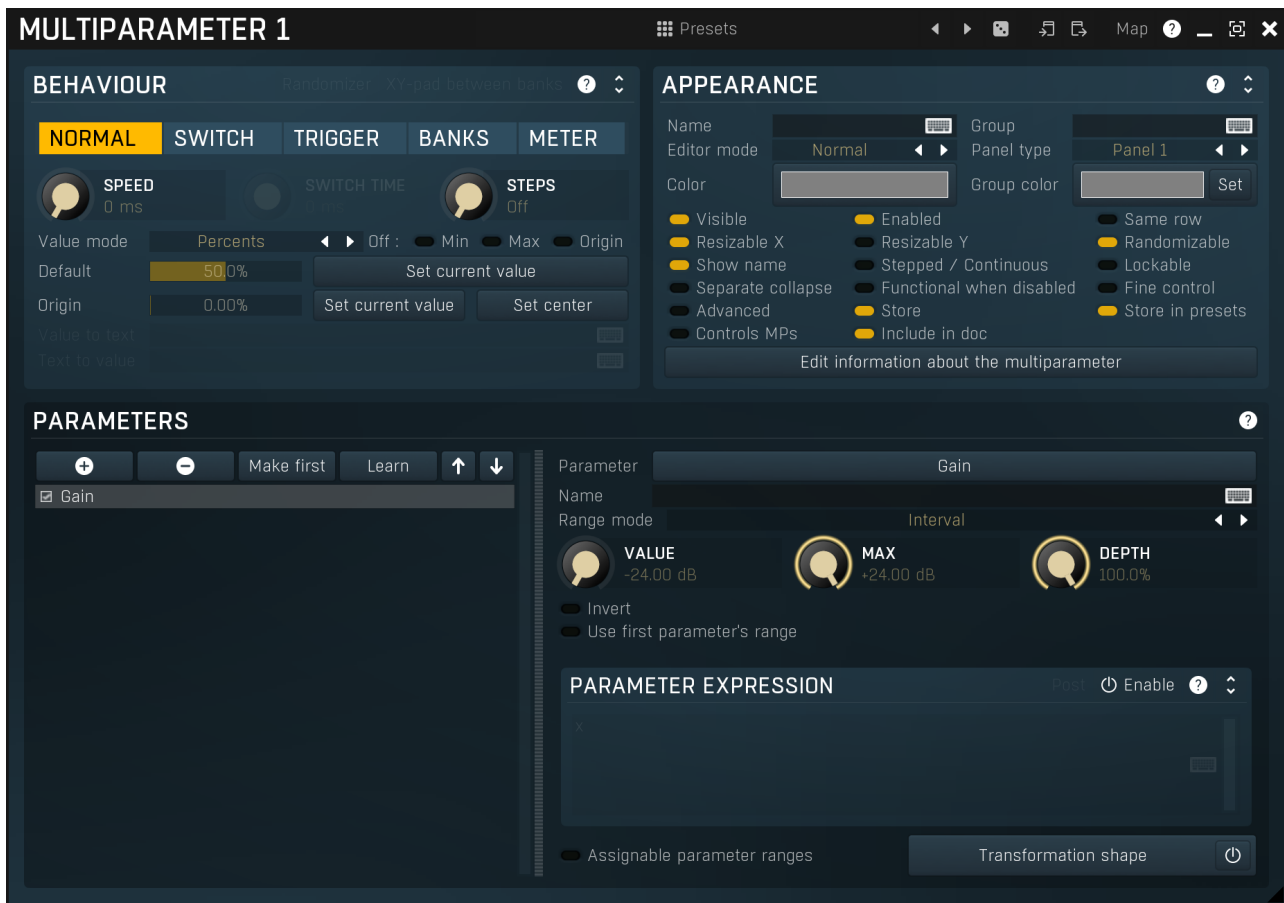 MULTIPARAMETER 1 Presets Map ?
BEHAVIOUR Randomizer XY-pad between banks ?
NORMAL SWITCH TRIGGER BANKS METER
SPEED
0 ms
SWITCH TIME
STEPS
Off
Value mode Percents Off : Min Max Origin
Default 50.0% Set current value
Origin 0.00% Set current value Set center
Value to text
Text to value
APPEARANCE ?
Name Group
Editor mode Normal Panel type Panel 1
Color Group color Set
Visible Enabled Same row
Resizable X Resizable Y Randomizable
Show name Stepped / Continuous Lockable
Separate collapse Functional when disabled Fine control
Advanced Store Store in presets
Controls MPs Include in doc
Edit information about the multiparameter
PARAMETERS ?
Make first Learn
Gain
Parameter Gain
Name
Range mode Interval
VALUE
-24.00 dB
MAX
+24.00 dB
DEPTH
100.0%
Invert
Use first parameter's range
PARAMETER EXPRESSION Post Enable ?
x
Assignable parameter ranges Transformation shape